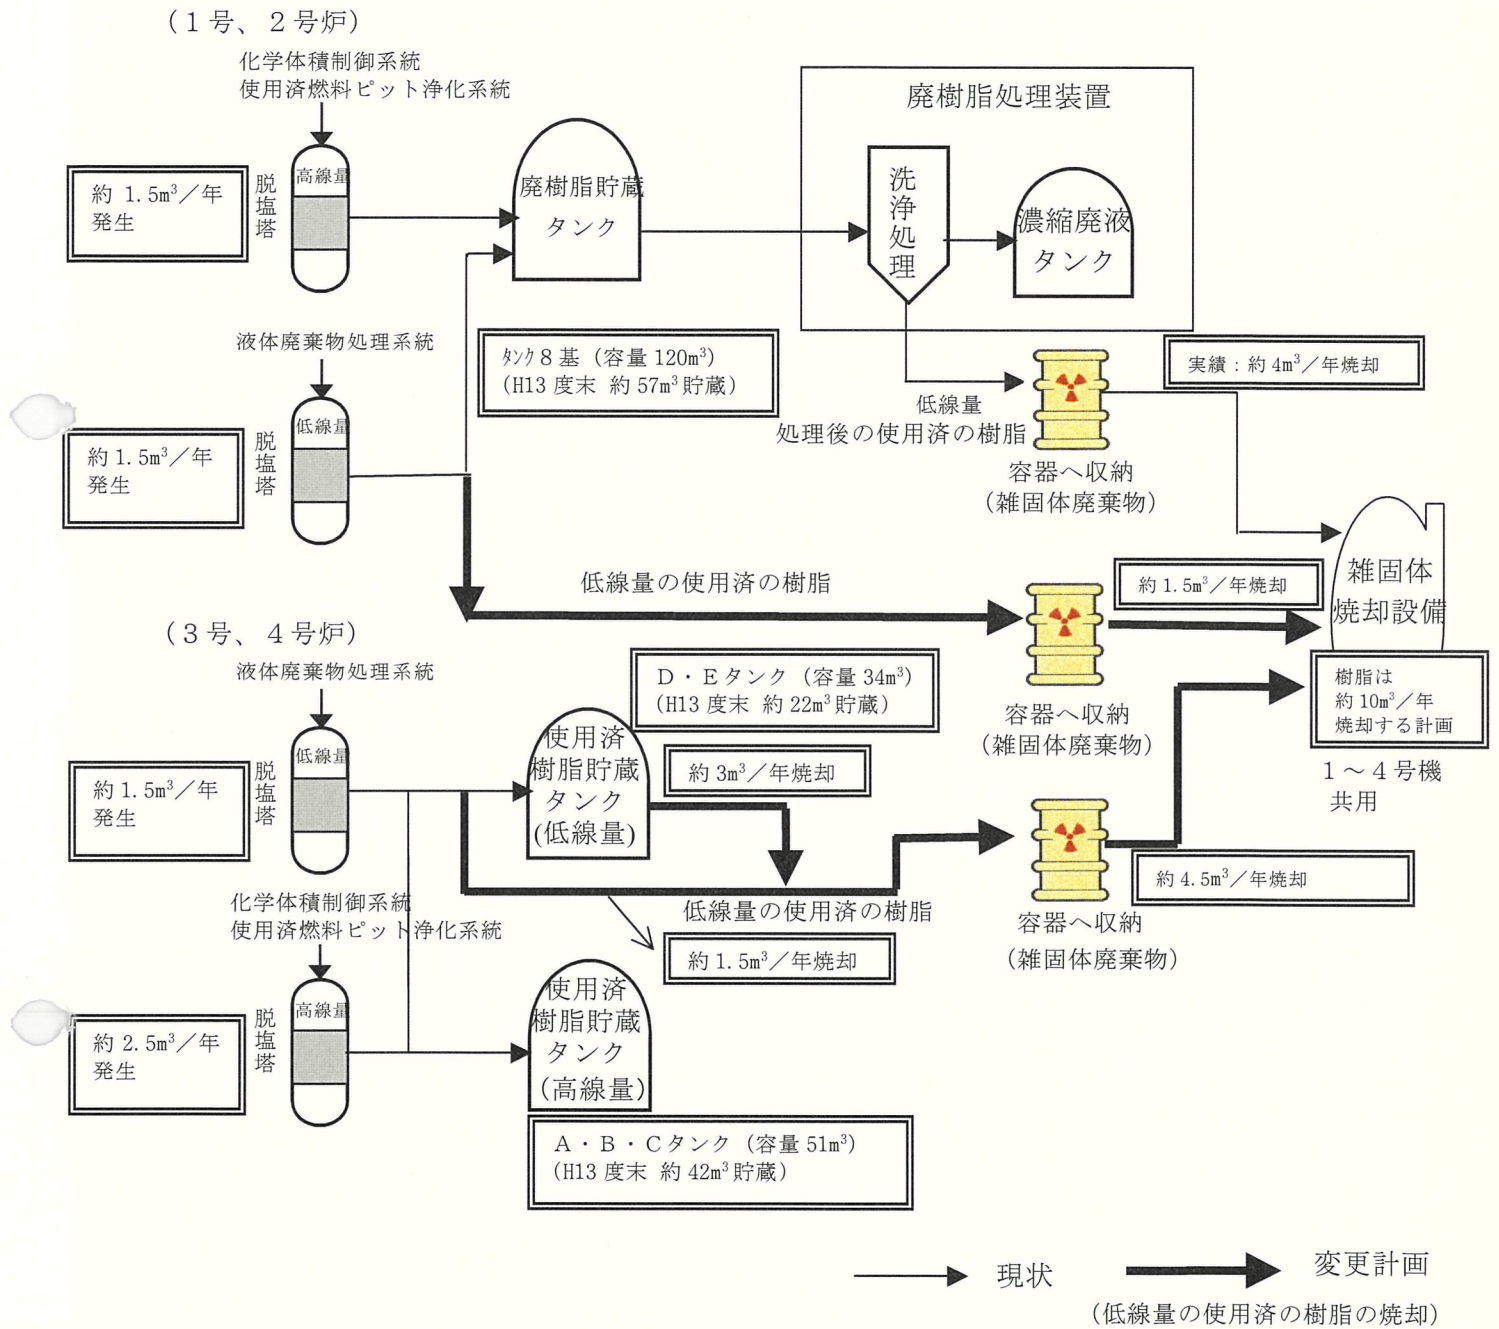 （１号、２号炉）
化学体積制御系統
使用済燃料ピット浄化系統
廃樹脂処理装置
約 1.5m³／年
発生
脱塩塔
高線量
廃樹脂貯蔵
タンク
洗浄処理
濃縮廃液
タンク
液体廃棄物処理系統
ﾀﾝｸ８基（容量 120m³）
(H13 度末 約 57m³ 貯蔵）
実績：約 4m³／年焼却
低線量
処理後の使用済の樹脂
容器へ収納
（雑固体廃棄物）
約 1.5m³／年
発生
脱塩塔
低線量
低線量の使用済の樹脂
約 1.5m³／年焼却
雑固体
焼却設備
容器へ収納
（雑固体廃棄物）
樹脂は
約 10m³／年
焼却する計画
１～４号機
共用
（３号、４号炉）
液体廃棄物処理系統
Ｄ・Ｅタンク（容量 34m³）
(H13 度末 約 22m³ 貯蔵）
約 1.5m³／年
発生
脱塩塔
低線量
使用済
樹脂貯蔵
タンク
(低線量)
約 3m³／年焼却
低線量の使用済の樹脂
約 1.5m³／年焼却
容器へ収納
（雑固体廃棄物）
約 4.5m³／年焼却
化学体積制御系統
使用済燃料ピット浄化系統
約 2.5m³／年
発生
脱塩塔
高線量
使用済
樹脂貯蔵
タンク
（高線量）
Ａ・Ｂ・Ｃタンク（容量 51m³）
(H13 度末 約 42m³ 貯蔵）
現状
変更計画
（低線量の使用済の樹脂の焼却）